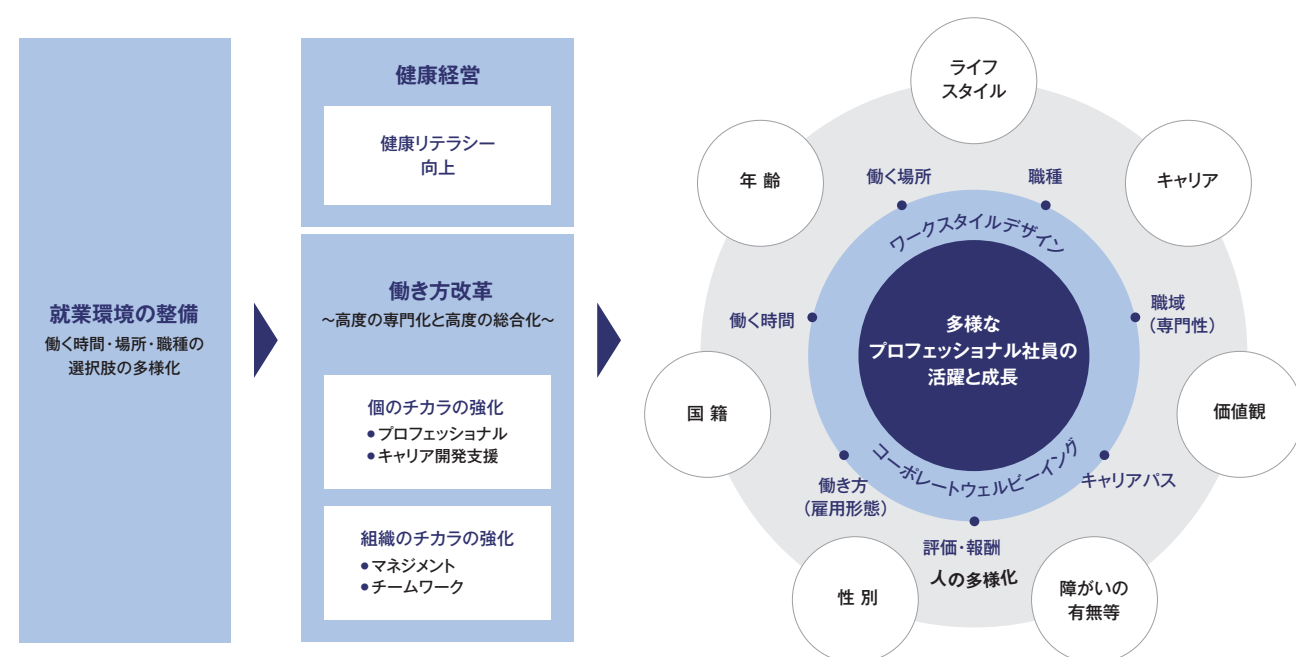 就業環境の整備
働く時間・場所・職種の
選択肢の多様化
健康経営
健康リテラシー
向上
働き方改革
~高度の専門化と高度の総合化~
個のチカラの強化
●プロフェッショナル
●キャリア開発支援
組織のチカラの強化
●マネジメント
●チームワーク
ライフ
スタイル
年 齢
キャリア
働く場所
職種
ワークスタイルデザイン
働く時間
職域
(専門性)
多様な
プロフェッショナル社員の
活躍と成長
国 籍
価値観
コーポレートウェルビーイング
働き方
(雇用形態)
キャリアパス
評価・報酬
人の多様化
性 別
障がいの
有無等